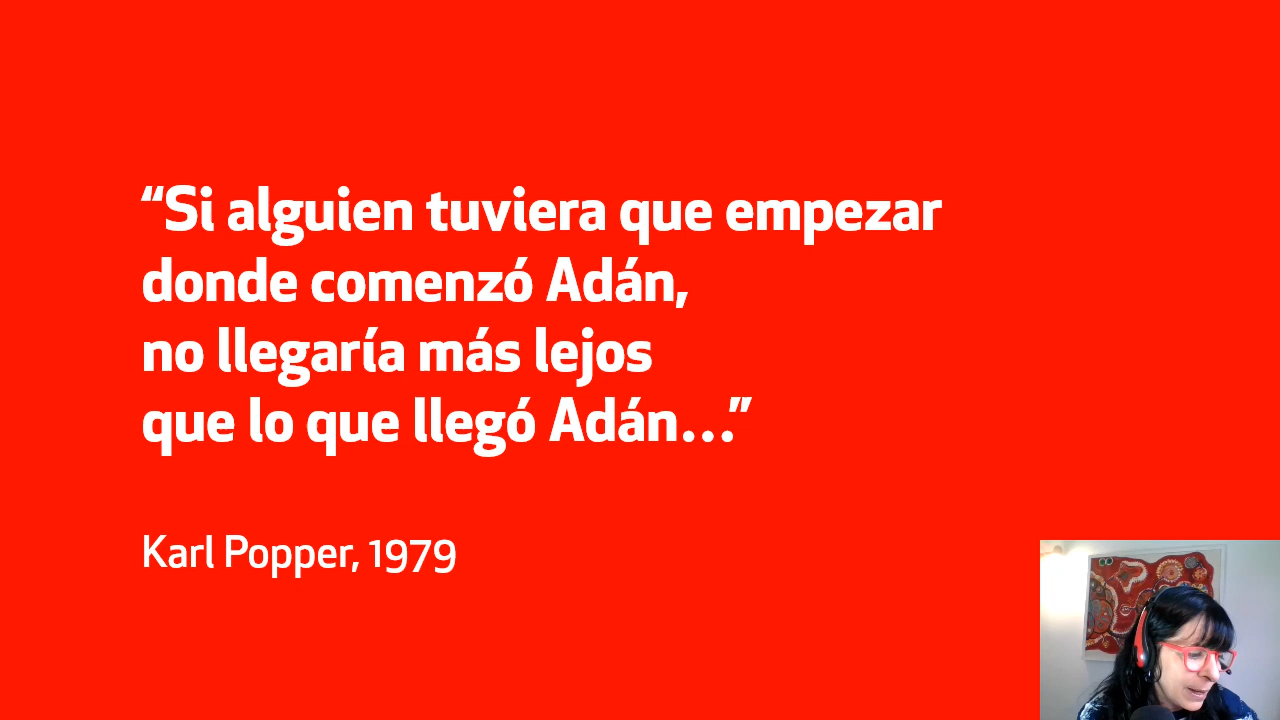 “Si alguien tuviera que empezar
donde comenzó Adán,
no llegaría más lejos
que lo que llegó Adán...”
Karl Popper, 1979